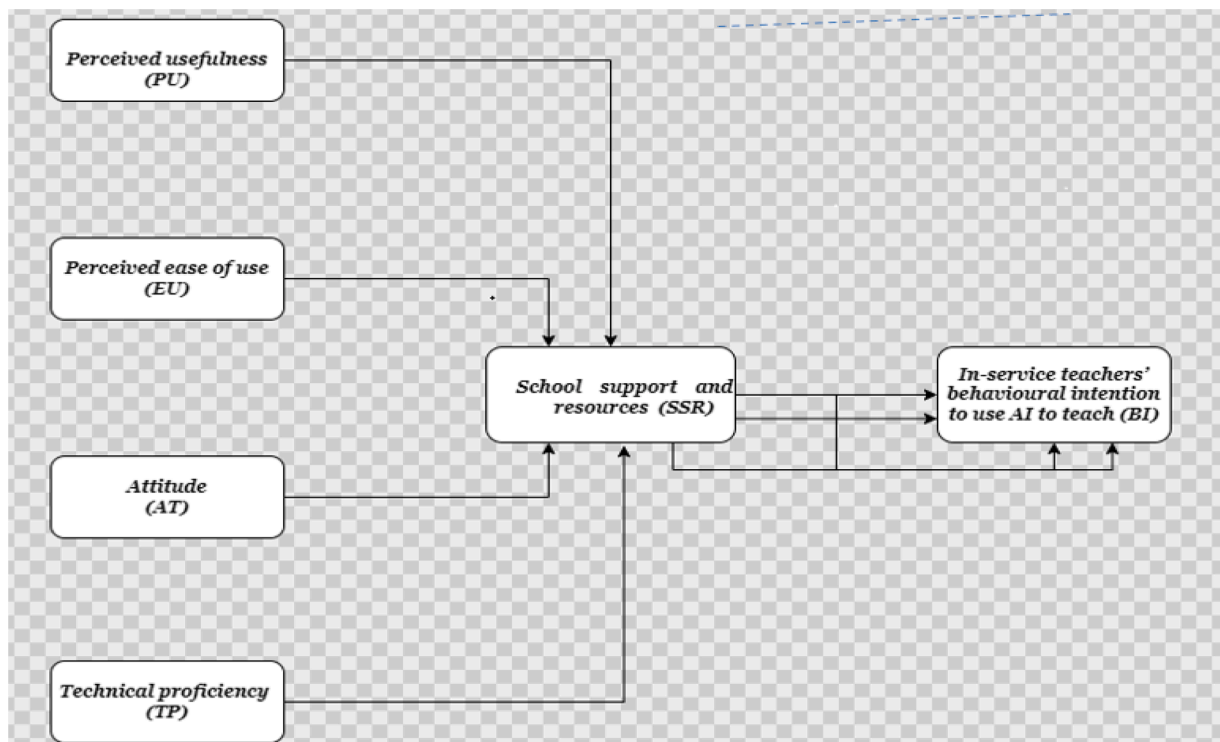 Perceived usefulness
(PU)
Perceived ease of use
(EU)
School support and
resources (SSR)
In-service teachers’
behavioural intention
to use AI to teach (BI)
Attitude
(AT)
Technical proficiency
(TP)